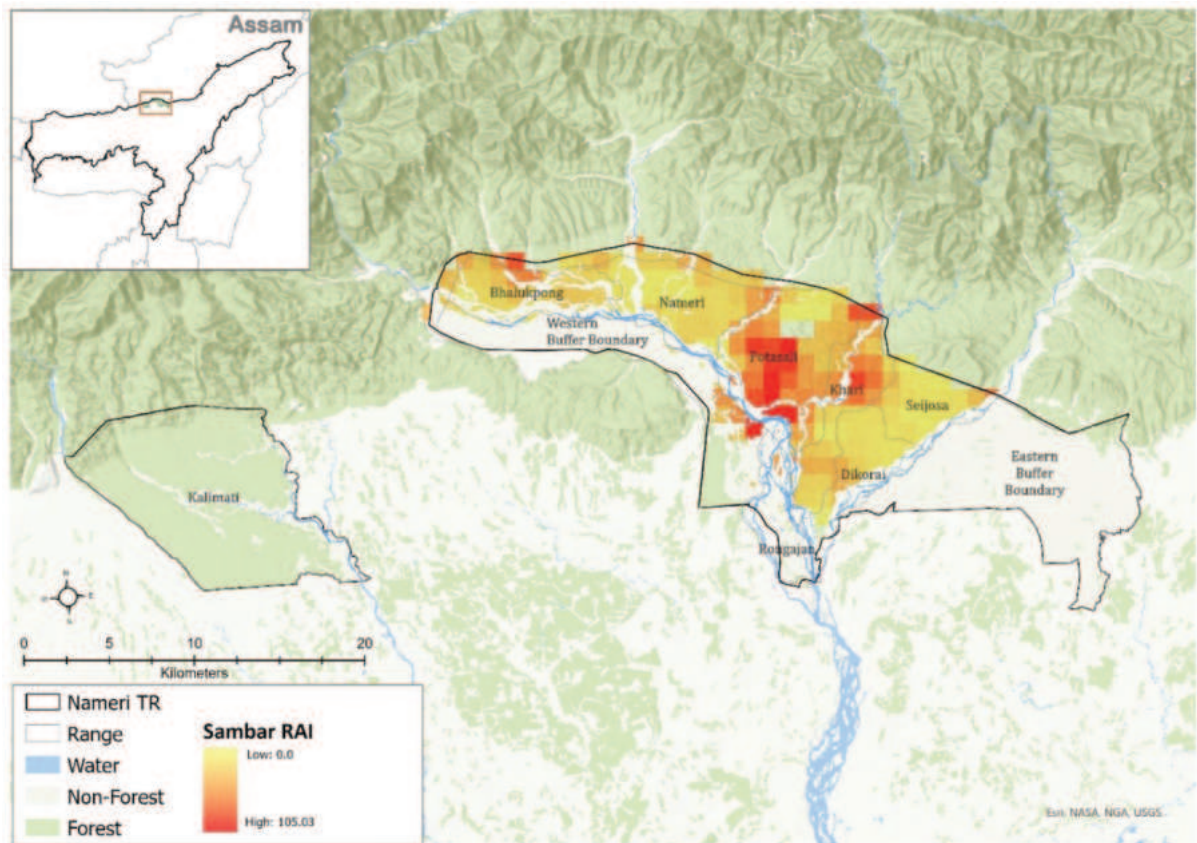 Assam
Bhalukpong
Nameri
Western
Buffer Boundary
Potasali
Khari
Seijosa
Dikorai
Eastern
Buffer
Boundary
Kalimati
Rongajan
N
E
S
0 5 10 20
Kilometers
Nameri TR
Range
Water
Non-Forest
Forest
Sambar RAI
Low: 0.0
High: 105.03
Esri, NASA, NGA, USGS